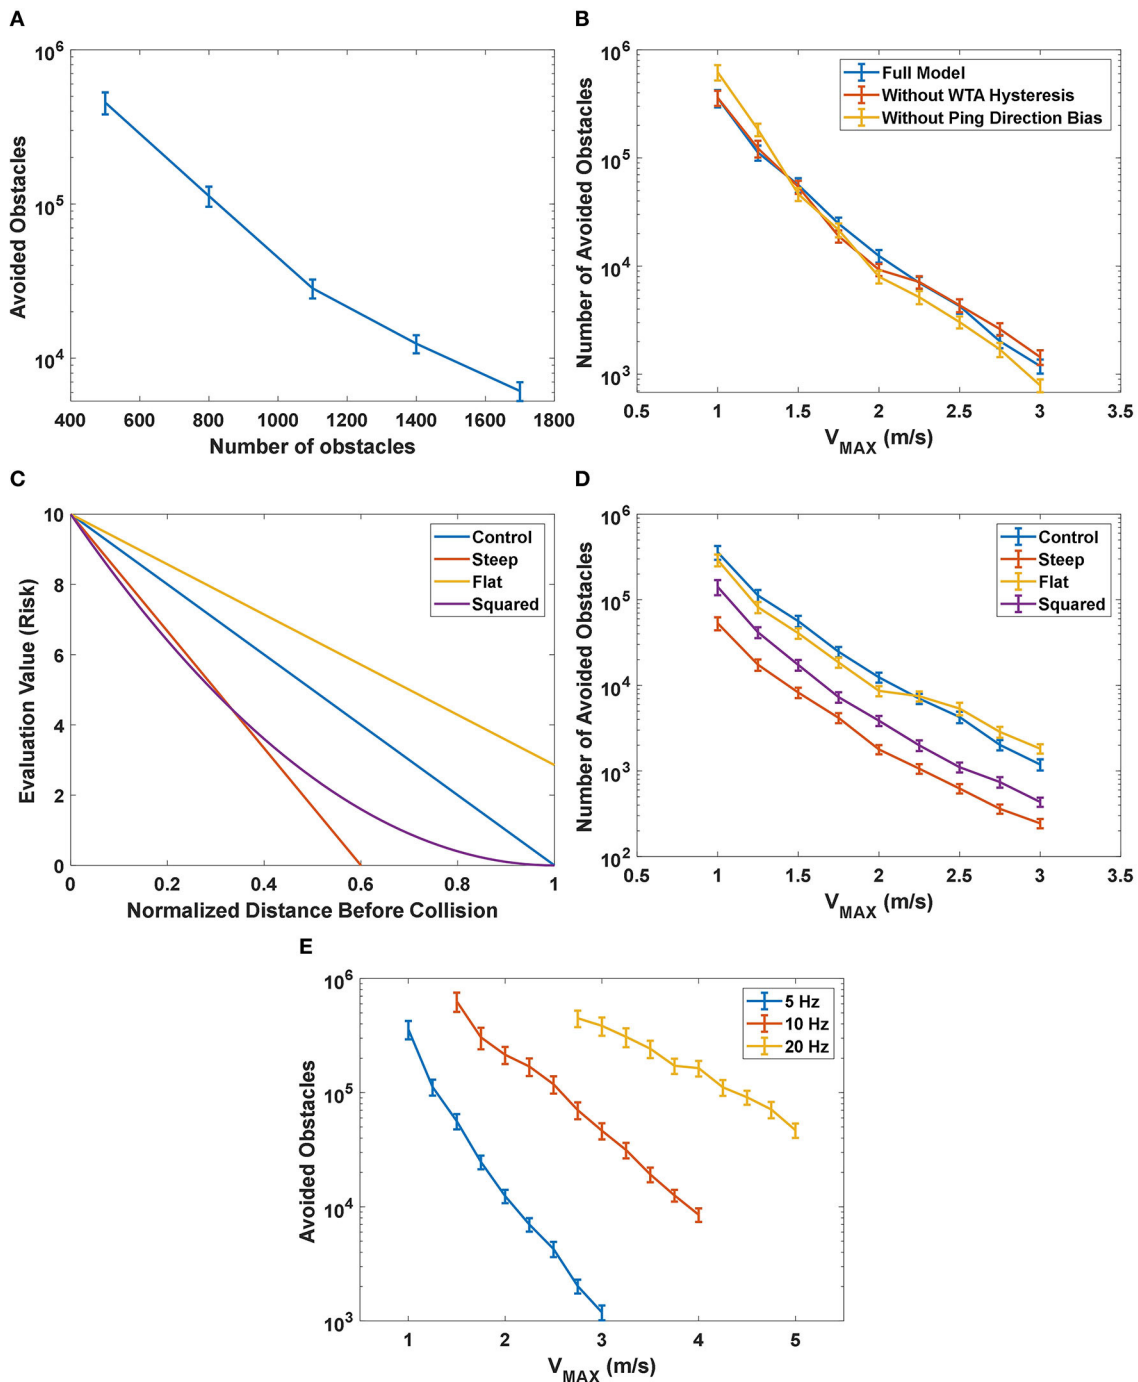 A
10^6
10^5
10^4
400 600 800 1000 1200 1400 1600 1800
Avoided Obstacles
Number of obstacles
B
10^6
10^5
10^4
10^3
0.5 1 1.5 2 2.5 3 3.5
Number of Avoided Obstacles
V_MAX (m/s)
Full Model
Without WTA Hysteresis
Without Ping Direction Bias
C
10
8
6
4
2
0
0 0.2 0.4 0.6 0.8 1
Evaluation Value (Risk)
Normalized Distance Before Collision
Control
Steep
Flat
Squared
D
10^6
10^5
10^4
10^3
10^2
0.5 1 1.5 2 2.5 3 3.5
Number of Avoided Obstacles
V_MAX (m/s)
Control
Steep
Flat
Squared
E
10^6
10^5
10^4
10^3
1 2 3 4 5
Avoided Obstacles
V_MAX (m/s)
5 Hz
10 Hz
20 Hz